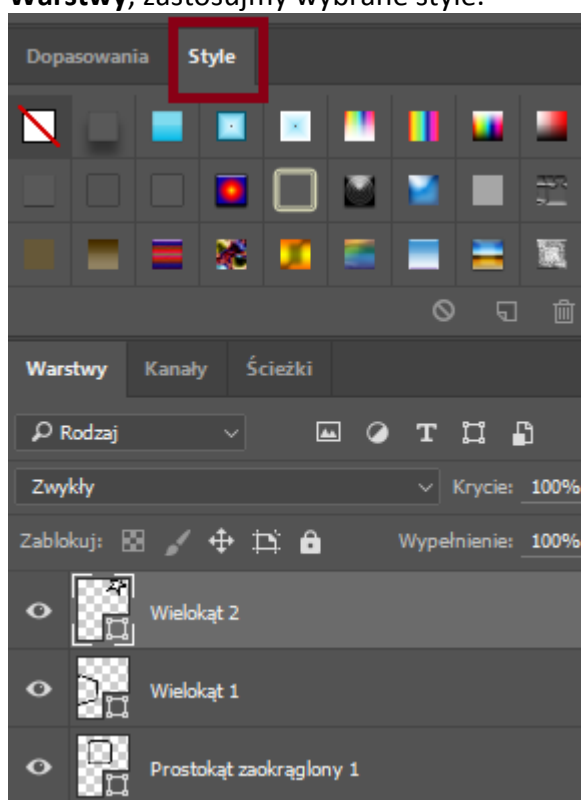 Warstwy, zastosujmy wybrane style.
Dopasowania Style
Warstwy Kanały Ścieżki
Rodzaj T
Zwykły Krycie: 100%
Zablokuj: Wypełnienie: 100%
Wielokąt 2
Wielokąt 1
Prostokąt zaokrąglony 1